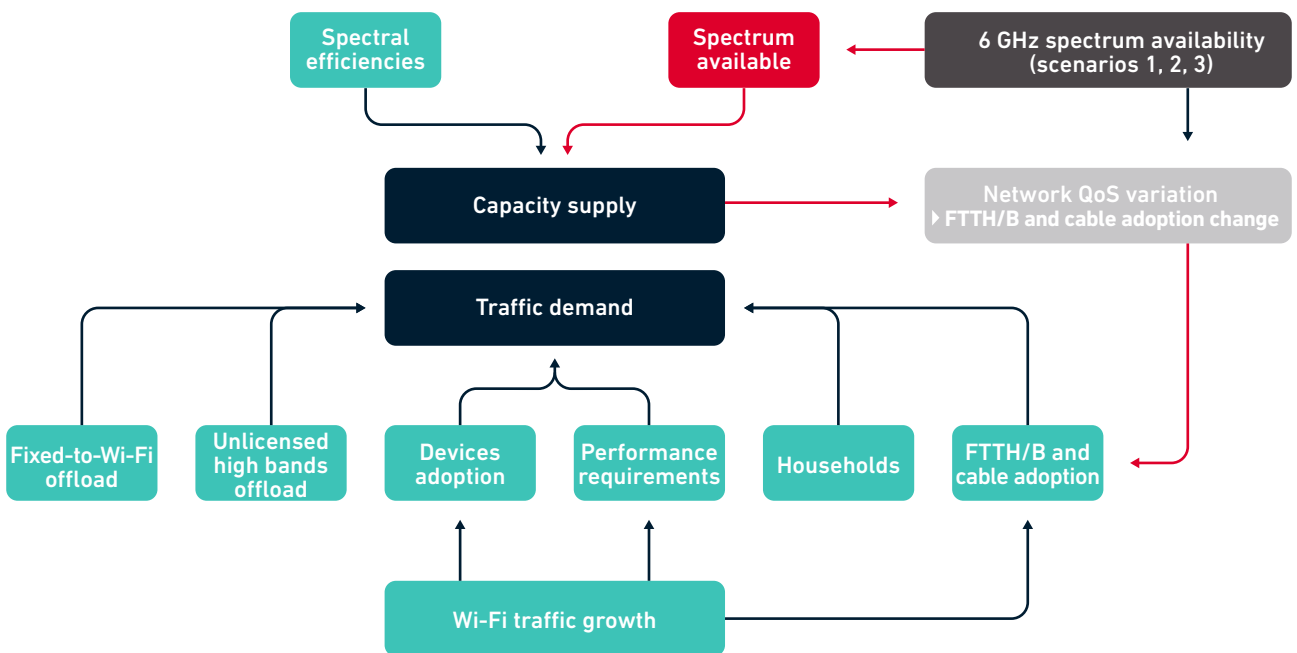 Spectral
efficiencies
Spectrum
available
6 GHz spectrum availability
(scenarios 1, 2, 3)
Capacity supply
Network QoS variation
FTTH/B and cable adoption change
Traffic demand
Fixed-to-Wi-Fi
offload
Unlicensed
high bands
offload
Devices
adoption
Performance
requirements
Households
FTTH/B and
cable adoption
Wi-Fi traffic growth